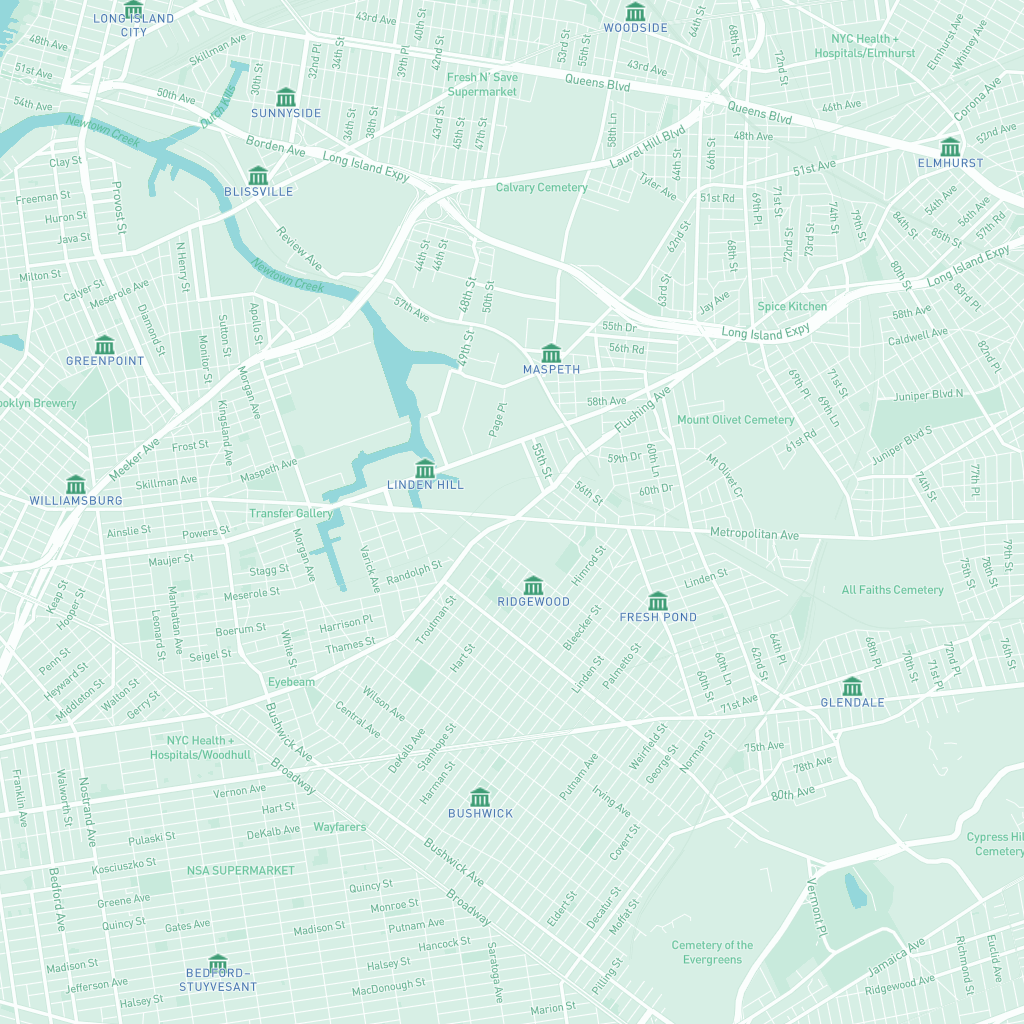 LONG ISLAND
CITY
43rd Ave
40th St
WOODSIDE
64th St
68th St
NYC Health +
Hospitals/Elmhurst
Elmhurst Ave
Whitney Ave
48th Ave
Skillman Ave
32nd Pl
34th St
39th Pl
42nd St
53rd St
55th St
43rd Ave
72nd St
51st Ave
30th St
Fresh N' Save
Supermarket
Queens Blvd
Corona Ave
54th Ave
50th Ave
Dutch Kills
SUNNYSIDE
36th St
38th St
43rd St
45th St
47th St
58th Ln
Laurel Hill Blvd
Queens Blvd
46th Ave
48th Ave
52nd Ave
Newtown Creek
Borden Ave
Long Island Expy
66th St
64th St
51st Ave
ELMHURST
Clay St
Freeman St
Provost St
BLISSVILLE
Calvary Cemetery
Tyler Ave
51st Rd
69th Pl
71st St
74th St
79th St
84th St
54th Ave
56th Ave
57th Rd
Huron St
Java St
Review Ave
44th St
46th St
62nd St
68th St
72nd St
73rd St
85th St
N Henry St
Milton St
Calyer St
Meserole Ave
Newtown Creek
48th St
50th St
57th Ave
63rd St
Jay Ave
Spice Kitchen
80th St
Long Island Expy
83rd Pl
Diamond St
Sutton St
Apollo St
Monitor St
49th St
55th Dr
56th Rd
Long Island Expy
58th Ave
Caldwell Ave
82nd Pl
GREENPOINT
MASPETH
Morgan Ave
69th Pl
71st St
69th Ln
Juniper Blvd N
ooklyn Brewery
Kingsland Ave
Page Pl
58th Ave
Flushing Ave
Mount Olivet Cemetery
61st Rd
Juniper Blvd S
Meeker Ave
Frost St
Maspeth Ave
Skillman Ave
55th St
59th Dr
60th Ln
60th Dr
Mt Olivet Cr
74th St
77th Pl
LINDEN HILL
56th St
WILLIAMSBURG
Transfer Gallery
Ainslie St
Powers St
Metropolitan Ave
Maujer St
Morgan Ave
Varick Ave
Stagg St
Meserole St
Randolph St
Himrod St
Linden St
All Faiths Cemetery
75th St
78th St
79th St
Keap St
Hooper St
Manhattan Ave
Leonard St
RIDGEWOOD
FRESH POND
Troutman St
Bleecker St
Boerum St
Harrison Pl
Thames St
Seigel St
White St
Hart St
64th Pl
62nd St
68th Pl
70th St
71st Pl
72nd Pl
76th St
Penn St
Heyward St
Middleton St
Walton St
Gerry St
Eyebeam
Linden St
Palmetto St
60th Ln
60th St
71st Ave
GLENDALE
Wilson Ave
Central Ave
Bushwick Ave
NYC Health +
Hospitals/Woodhull
DeKalb Ave
Stanhope St
Weirfield St
George St
Norman St
75th Ave
78th Ave
80th Ave
Franklin Ave
Walworth St
Nostrand Ave
Broadway
Vernon Ave
Harman St
Putnam Ave
Irving Ave
BUSHWICK
Hart St
DeKalb Ave
Wayfarers
Pulaski St
Kosciuszko St
Covert St
Cypress Hil
Cemetery
Bedford Ave
NSA SUPERMARKET
Bushwick Ave
Quincy St
Greene Ave
Monroe St
Broadway
Eldert St
Decatur St
Moffat St
Vermont Pl
Quincy St
Gates Ave
Madison St
Putnam Ave
Hancock St
Cemetery of the
Evergreens
Jamaica Ave
Richmond St
Euclid Ave
Madison St
BEDFORD-
STUYVESANT
Halsey St
Saratoga Ave
Pilling St
Ridgewood Ave
Jefferson Ave
Halsey St
MacDonough St
Marion St